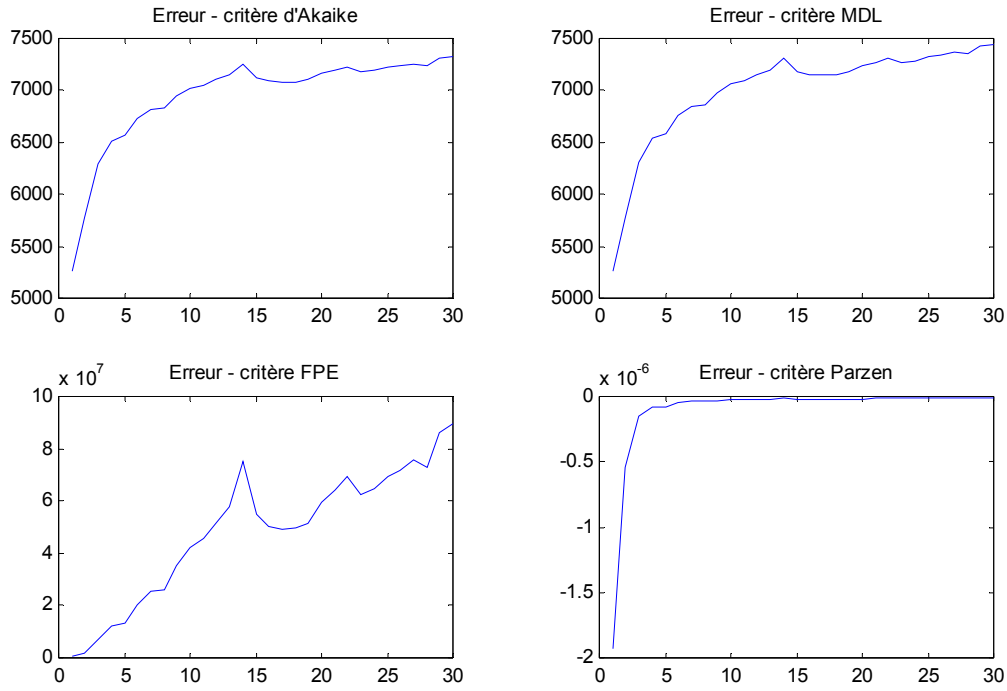 Erreur - critère d'Akaike
7500
7000
6500
6000
5500
5000
0 5 10 15 20 25 30
Erreur - critère MDL
7500
7000
6500
6000
5500
5000
0 5 10 15 20 25 30
x 10^7
Erreur - critère FPE
10
8
6
4
2
0
0 5 10 15 20 25 30
x 10^-6
Erreur - critère Parzen
0
-0.5
-1
-1.5
-2
0 5 10 15 20 25 30